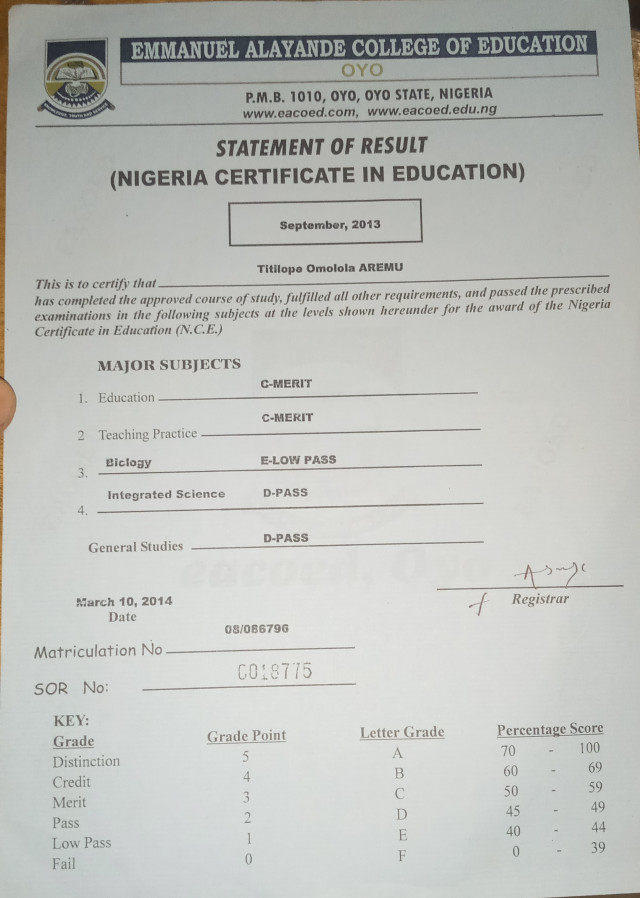 EMMANUEL ALAYANDE COLLEGE OF EDUCATION
OYO
P.M.B. 1010, OYO, OYO STATE, NIGERIA
www.eacoed.com, www.eacoed.edu.ng
STATEMENT OF RESULT
(NIGERIA CERTIFICATE IN EDUCATION)
September, 2013
Titilope Omolola AREMU
This is to certify that
has completed the approved course of study, fulfilled all other requirements, and passed the prescribed
examinations in the following subjects at the levels shown hereunder for the award of the Nigeria
Certificate in Education (N.C.E.)
MAJOR SUBJECTS
1. Education C-MERIT
2 Teaching Practice C-MERIT
3. Biology E-LOW PASS
4. Integrated Science D-PASS
General Studies D-PASS
eacoed, Oyo
March 10, 2014
Date
Registrar
Matriculation No 08/086796
SOR No: 0018775
KEY:
Grade Grade Point Letter Grade Percentage Score
Distinction 5 A 70 - 100
Credit 4 B 60 - 69
Merit 3 C 50 - 59
Pass 2 D 45 - 49
Low Pass 1 E 40 - 44
Fail 0 F 0 - 39